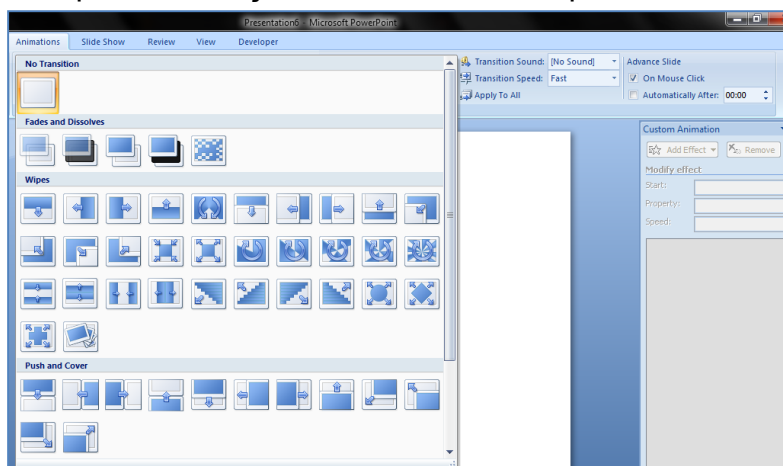 Presentation6 - Microsoft PowerPoint
Animations Slide Show Review View Developer
No Transition
Transition Sound: [No Sound]
Advance Slide
Transition Speed: Fast
On Mouse Click
Apply To All
Automatically After: 00:00
Fades and Dissolves
Custom Animation
Add Effect Remove
Modify effect
Wipes
Start:
Property:
Speed:
Push and Cover